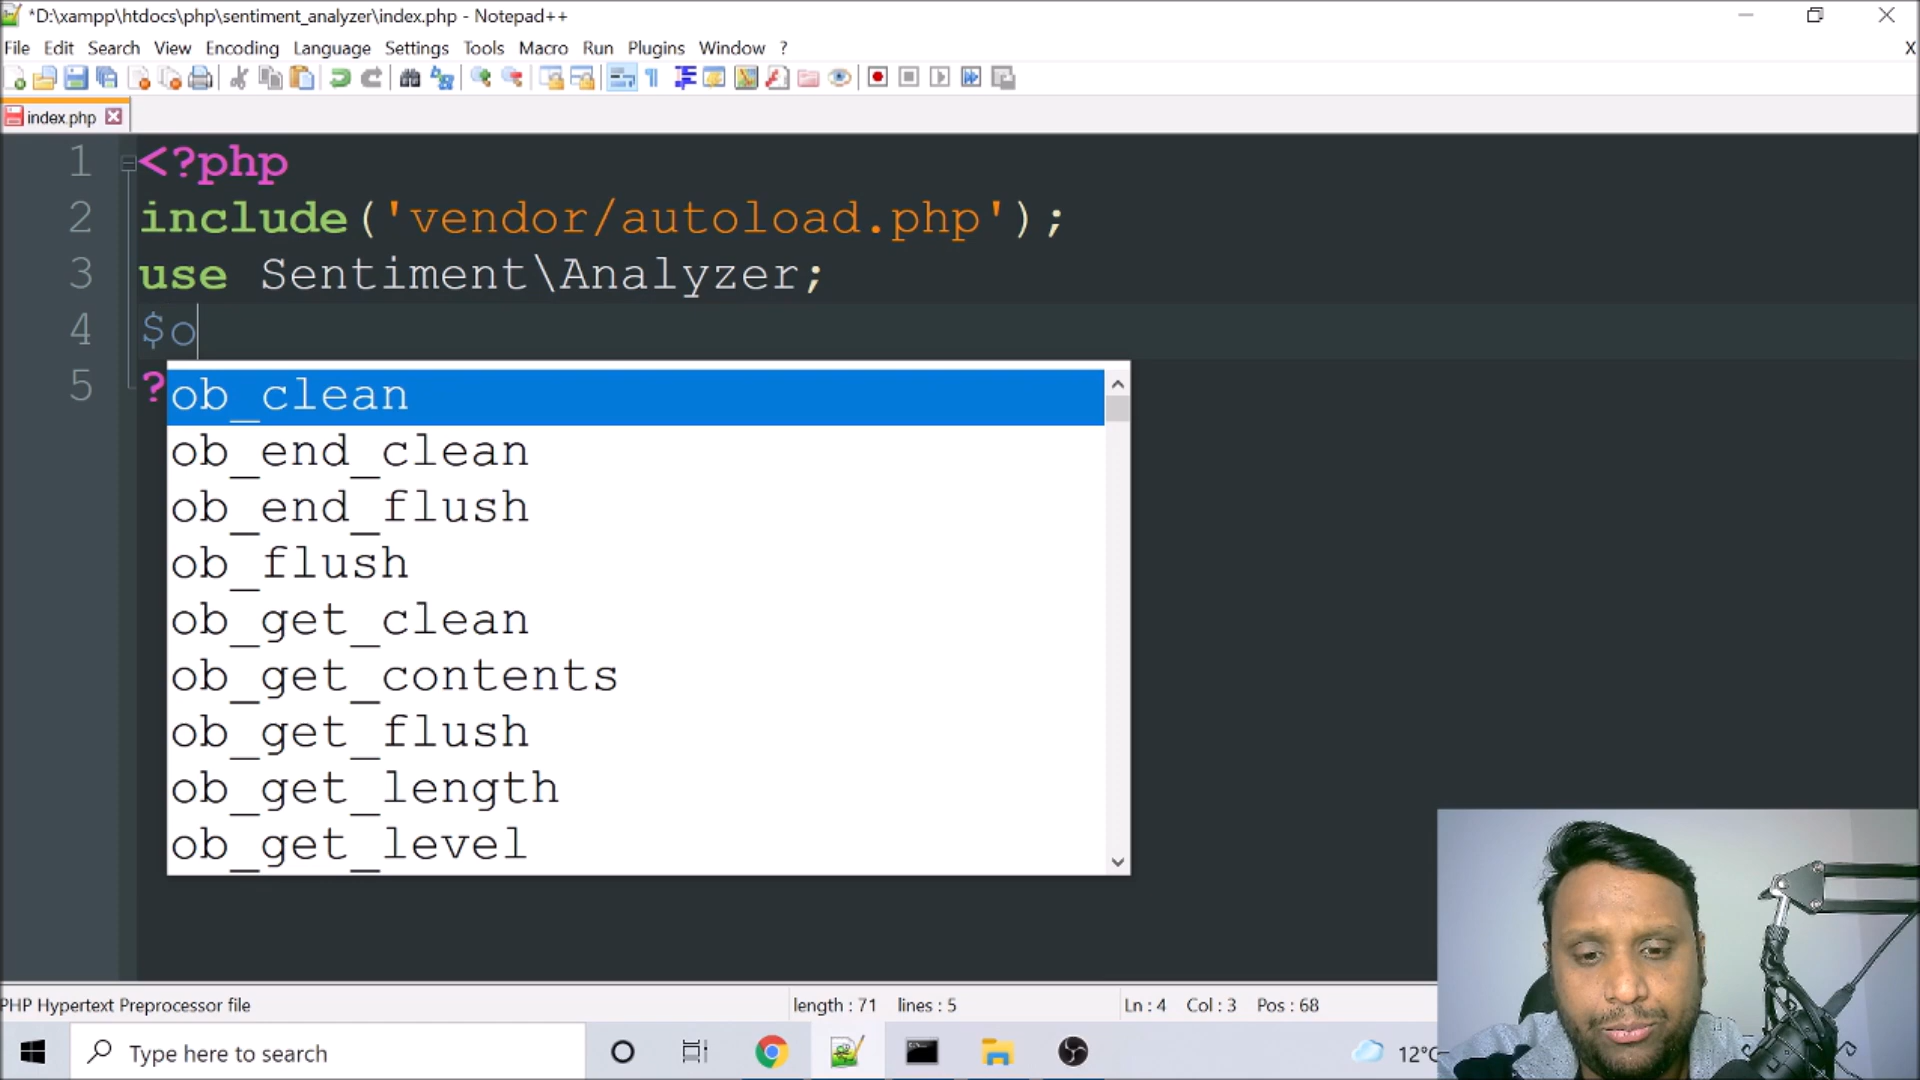 *D:\xampp\htdocs\php\sentiment_analyzer\index.php - Notepad++
File Edit Search View Encoding Language Settings Tools Macro Run Plugins Window ? X
index.php
1 <?php
2 include('vendor/autoload.php');
3 use Sentiment\Analyzer;
4 $o
5 ?
ob_clean
ob_end_clean
ob_end_flush
ob_flush
ob_get_clean
ob_get_contents
ob_get_flush
ob_get_length
ob_get_level
PHP Hypertext Preprocessor file length : 71 lines : 5 Ln : 4 Col : 3 Pos : 68
Type here to search 12°C